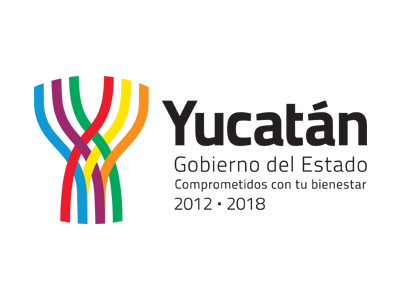 Yucatán
Gobierno del Estado
Comprometidos con tu bienestar
2012 • 2018